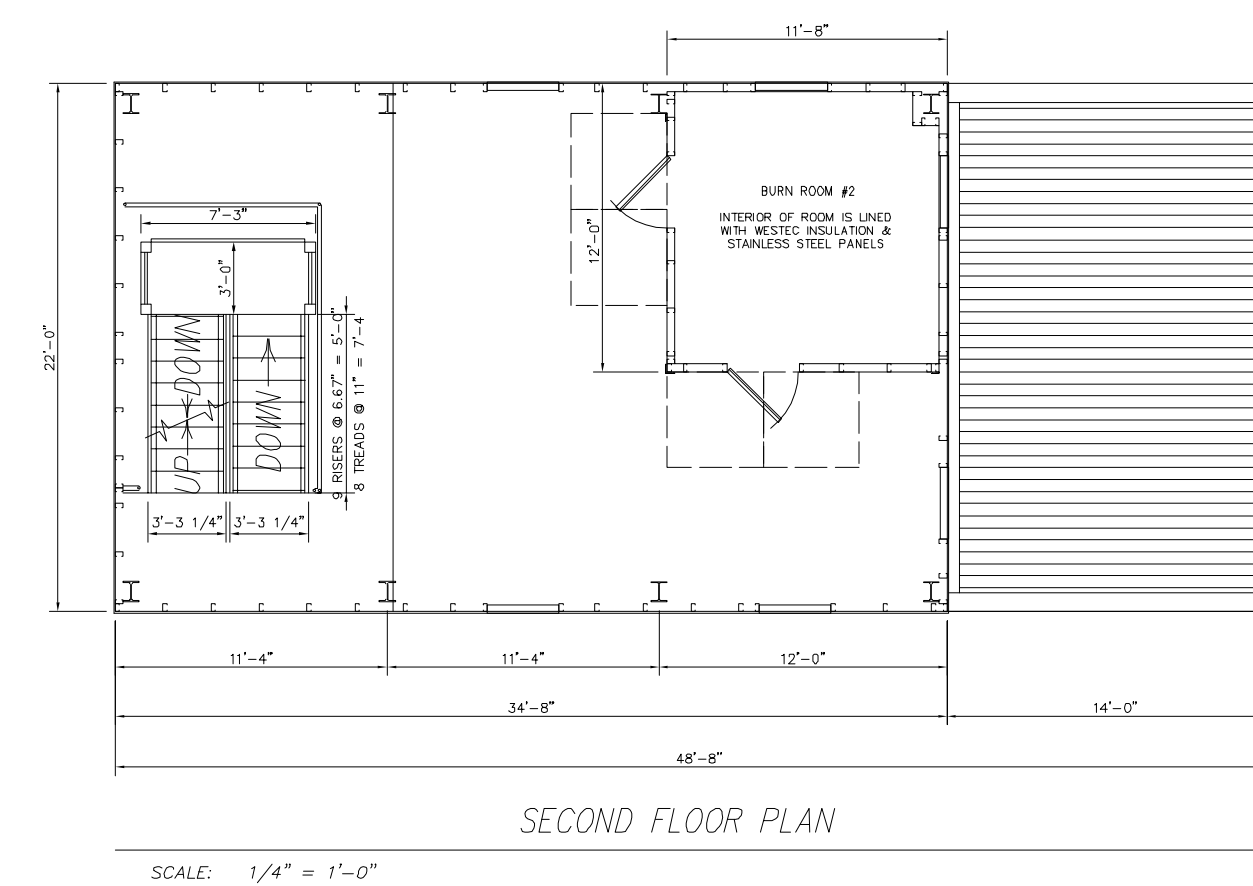 11'-8"
BURN ROOM #2
INTERIOR OF ROOM IS LINED
WITH WESTEC INSULATION &
STAINLESS STEEL PANELS
7'-3"
12'-0"
3'-0"
22'-0"
DOWN
UP
DOWN
9 RISERS @ 6.67" = 5'-0"
8 TREADS @ 11" = 7'-4
3'-3 1/4"
3'-3 1/4"
11'-4"
11'-4"
12'-0"
34'-8"
14'-0"
48'-8"
SECOND FLOOR PLAN
SCALE: 1/4" = 1'-0"